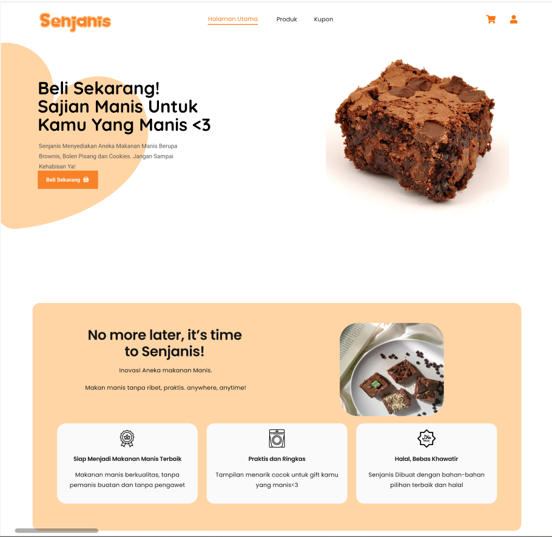 Senjanis
Halaman Utama
Produk
Kupon
Beli Sekarang!
Sajian Manis Untuk
Kamu Yang Manis <3
Senjanis Menyediakan Aneka Makanan Manis Berupa
Brownis, Bolen Pisang dan Cookies. Jangan Sampai
Kehabisan Ya!
Beli Sekarang
No more later, it's time
to Senjanis!
Inovasi Aneka makanan Manis.
Makan manis tanpa ribet, praktis. anywhere, anytime!
Siap Menjadi Makanan Manis Terbaik
Makanan manis berkualitas, tanpa
pemanis buatan dan tanpa pengawet
Praktis dan Ringkas
Tampilan menarik cocok untuk gift kamu
yang manis<3
Halal, Bebas Khawatir
Senjanis Dibuat dengan bahan-bahan
pilihan terbaik dan halal